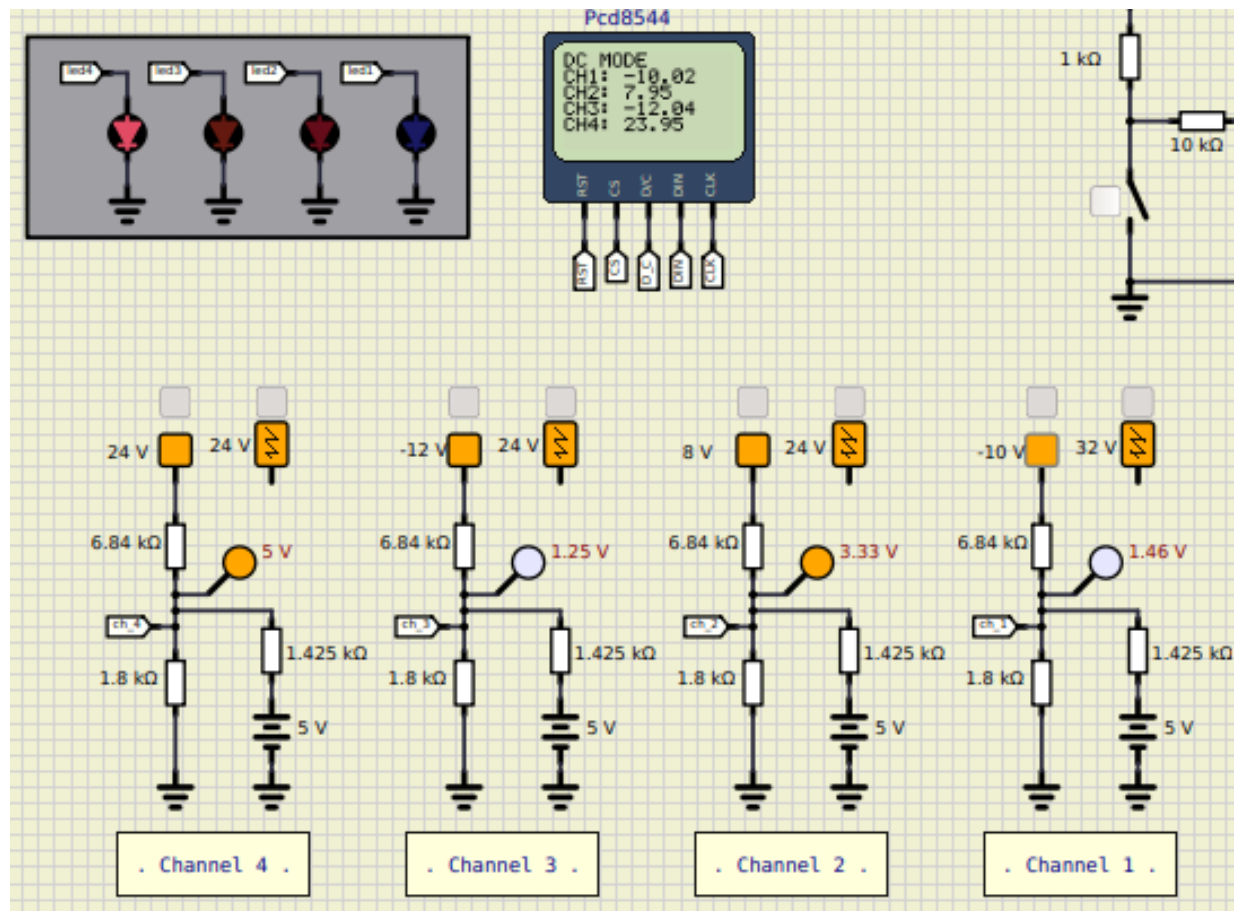 Pcd8544
led4 led3 led2 led1
DC MODE
CH1: -10.02
CH2: 7.95
CH3: -12.04
CH4: 23.95
RST CS D/C DIN CLK
RST CS D_C DIN CLK
1 kΩ
10 kΩ
24 V 24 V -12 V 24 V 8 V 24 V -10 V 32 V
6.84 kΩ 6.84 kΩ 6.84 kΩ 6.84 kΩ
5 V 1.25 V 3.33 V 1.46 V
ch_4 ch_3 ch_2 ch_1
1.425 kΩ 1.425 kΩ 1.425 kΩ 1.425 kΩ
1.8 kΩ 1.8 kΩ 1.8 kΩ 1.8 kΩ
5 V 5 V 5 V 5 V
. Channel 4 . . Channel 3 . . Channel 2 . . Channel 1 .